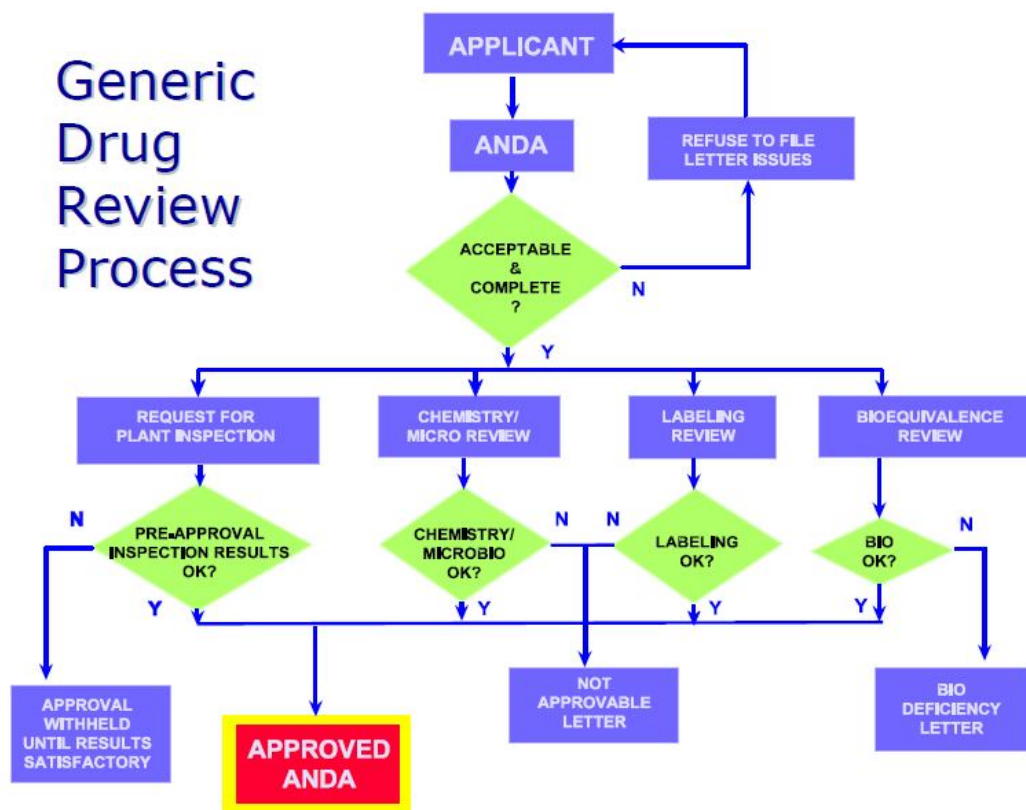 Generic
Drug
Review
Process
APPLICANT
ANDA
REFUSE TO FILE
LETTER ISSUES
ACCEPTABLE
&
COMPLETE
?
N
Y
REQUEST FOR
PLANT INSPECTION
CHEMISTRY/
MICRO REVIEW
LABELING
REVIEW
BIOEQUIVALENCE
REVIEW
N
PRE-APPROVAL
INSPECTION RESULTS
OK?
Y
CHEMISTRY/
MICROBIO
OK?
N
Y
N
LABELING
OK?
Y
BIO
OK?
N
Y
APPROVAL
WITHHELD
UNTIL RESULTS
SATISFACTORY
APPROVED
ANDA
NOT
APPROVABLE
LETTER
BIO
DEFICIENCY
LETTER